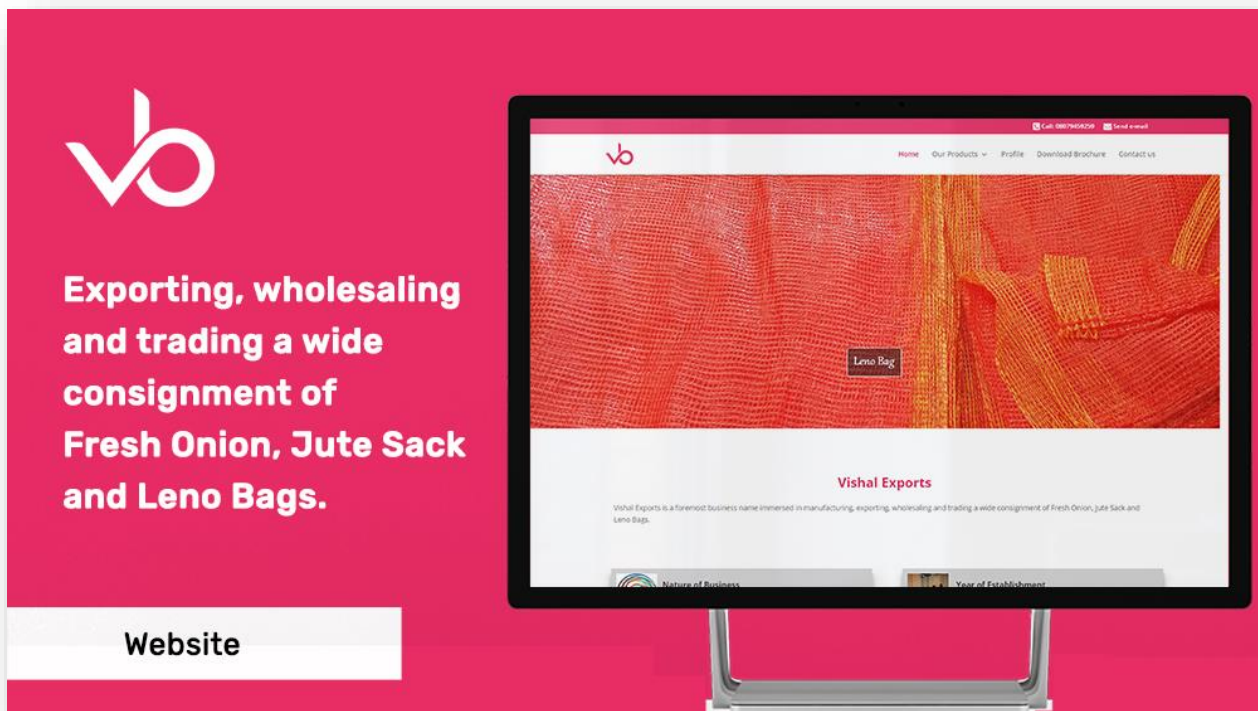 Exporting, wholesaling
and trading a wide
consignment of
Fresh Onion, Jute Sack
and Leno Bags.
Website
Send e-mail
Home Our Products Profile Download Brochure Contact us
Leno Bag
Vishal Exports
Vishal Exports is a foremost business name immersed in manufacturing, exporting, wholesaling and trading a wide consignment of Fresh Onion, Jute Sack and
Leno Bags.
Nature of Business Year of Establishment